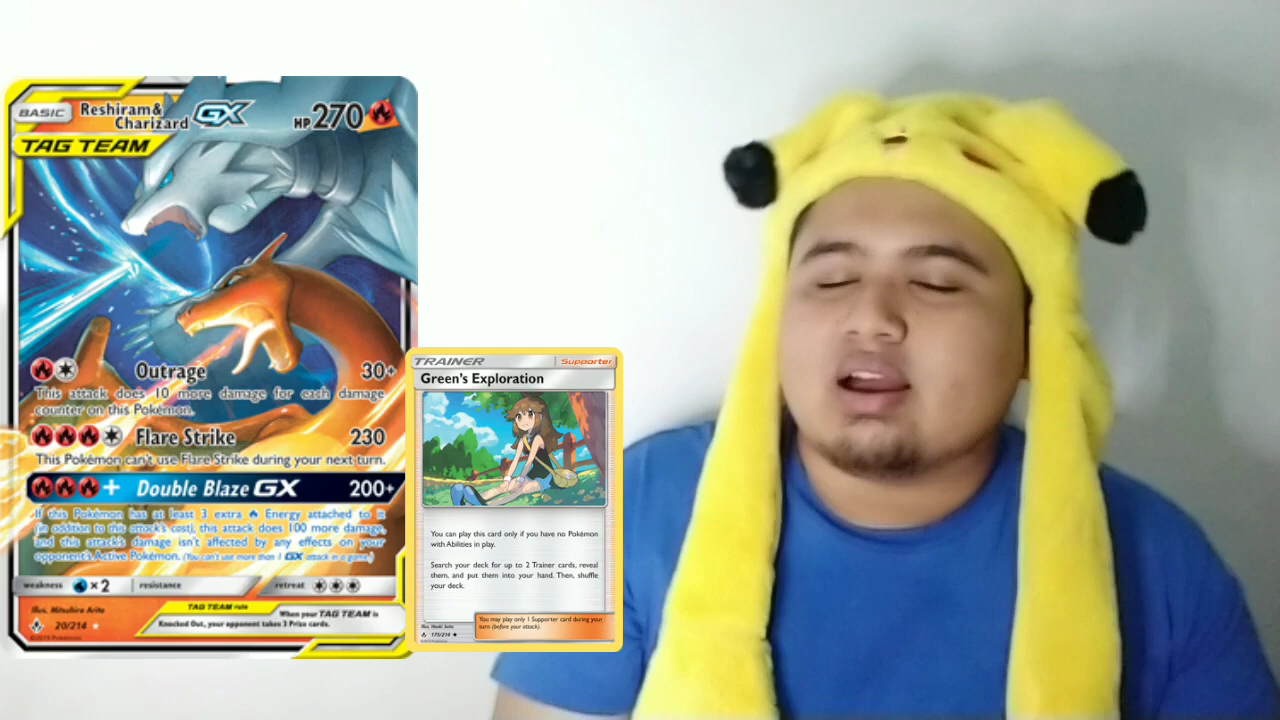 BASIC Reshiram& Charizard GX HP270
TAG TEAM
Outrage 30+
This attack does 10 more damage for each damage
counter on this Pokémon.
Flare Strike 230
This Pokémon can't use Flare Strike during your next turn.
+ Double Blaze GX 200+
If this Pokémon has at least 3 extra Energy attached to it
(in addition to this attack's cost), this attack does 100 more damage,
and this attack's damage isn't affected by any effects on your
opponent's Active Pokémon. (You can't use more than 1 GX attack in a game.)
weakness ×2 resistance retreat
Illus. Mitsuhiro Arita
20/214
©2019 Pokémon
TAG TEAM rule
When your TAG TEAM is
Knocked Out, your opponent takes 3 Prize cards.
TRAINER Supporter
Green's Exploration
You can play this card only if you have no Pokémon
with Abilities in play.
Search your deck for up to 2 Trainer cards, reveal
them, and put them into your hand. Then, shuffle
your deck.
You may play only 1 Supporter card during your
turn (before your attack).
175/214